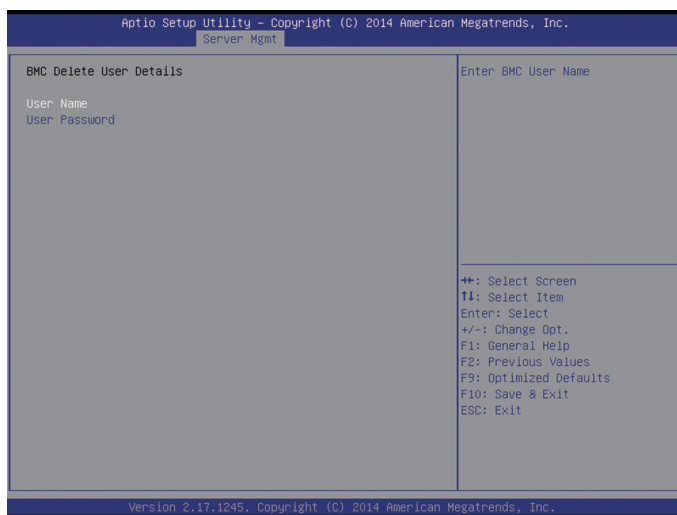 Aptio Setup Utility – Copyright (C) 2014 American Megatrends, Inc.
Server Mgmt
BMC Delete User Details
User Name
User Password
Enter BMC User Name
→←: Select Screen
↑↓: Select Item
Enter: Select
+/-: Change Opt.
F1: General Help
F2: Previous Values
F9: Optimized Defaults
F10: Save & Exit
ESC: Exit
Version 2.17.1245. Copyright (C) 2014 American Megatrends, Inc.